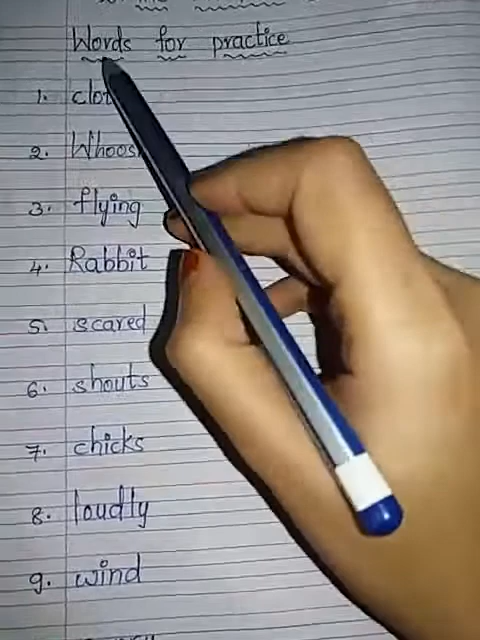 Words for practice
1.
2.
3. flying
4. Rabbit
5. scared
6. shouts
7. chicks
8. loudly
9. wind